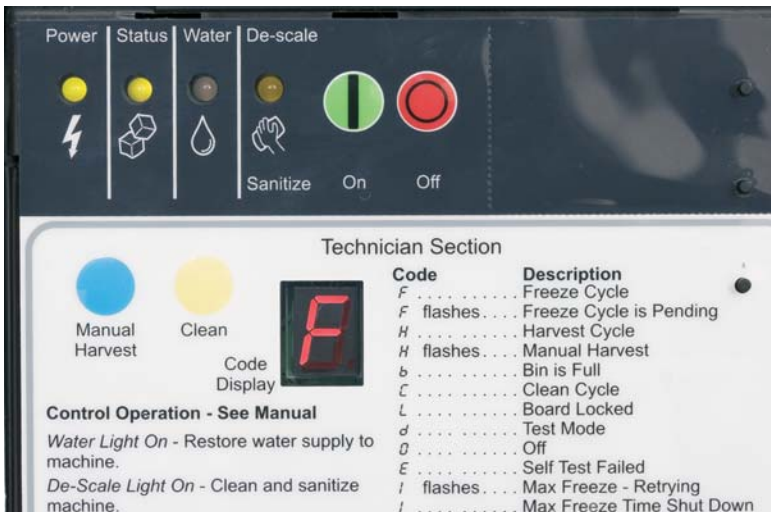 Power Status Water De-scale
Sanitize On Off
Technician Section
Manual Harvest
Clean
Code Display
F
Control Operation - See Manual
Water Light On - Restore water supply to
machine.
De-Scale Light On - Clean and sanitize
machine.
Code Description
F . . . . . . . . . . . Freeze Cycle
F flashes . . . . Freeze Cycle is Pending
H . . . . . . . . . . . Harvest Cycle
H flashes . . . . Manual Harvest
b . . . . . . . . . . . Bin is Full
C . . . . . . . . . . . Clean Cycle
L . . . . . . . . . . . Board Locked
d . . . . . . . . . . . Test Mode
0 . . . . . . . . . . . Off
E . . . . . . . . . . . Self Test Failed
1 flashes . . . . Max Freeze - Retrying
1 . . . . . . . . . . . Max Freeze Time Shut Down